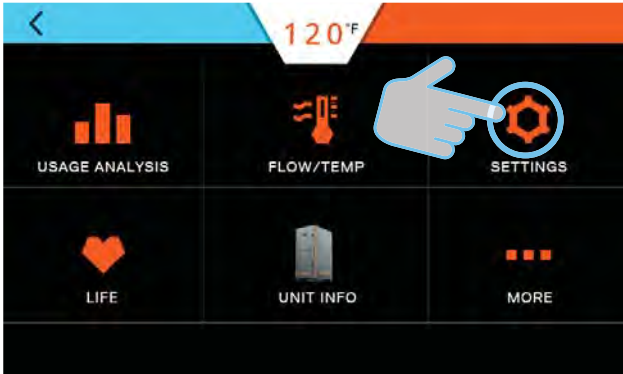 120°F
USAGE ANALYSIS
FLOW/TEMP
SETTINGS
LIFE
UNIT INFO
MORE